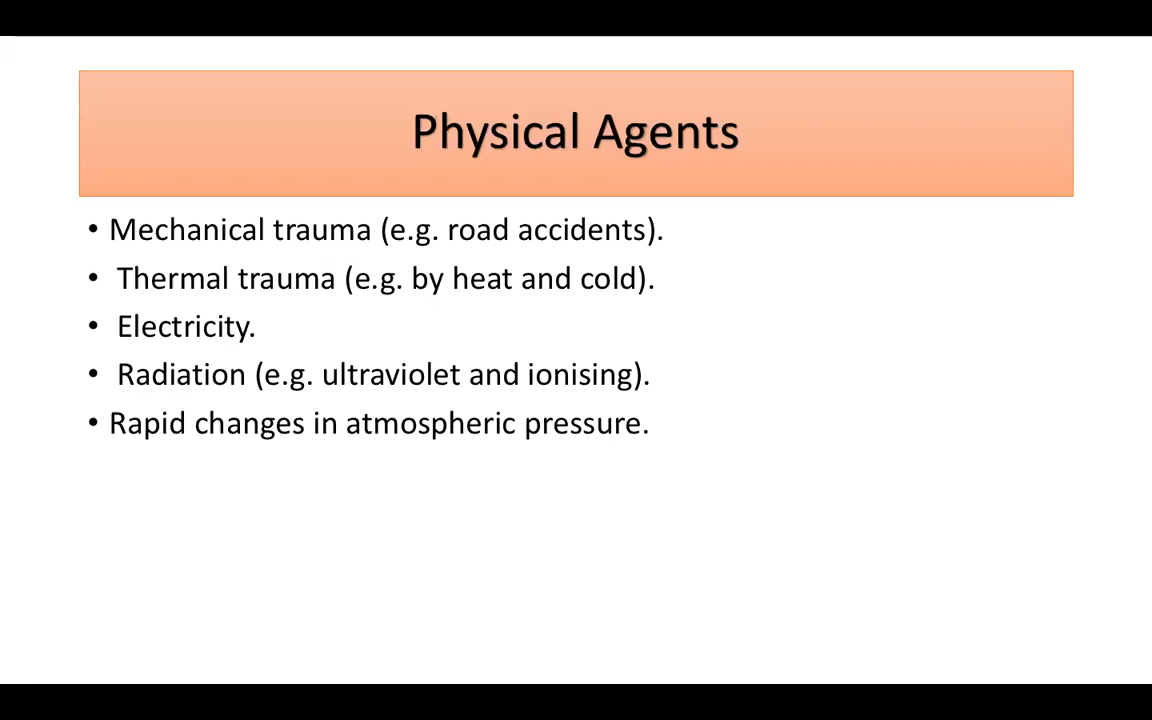 Physical Agents
• Mechanical trauma (e.g. road accidents).
• Thermal trauma (e.g. by heat and cold).
• Electricity.
• Radiation (e.g. ultraviolet and ionising).
• Rapid changes in atmospheric pressure.